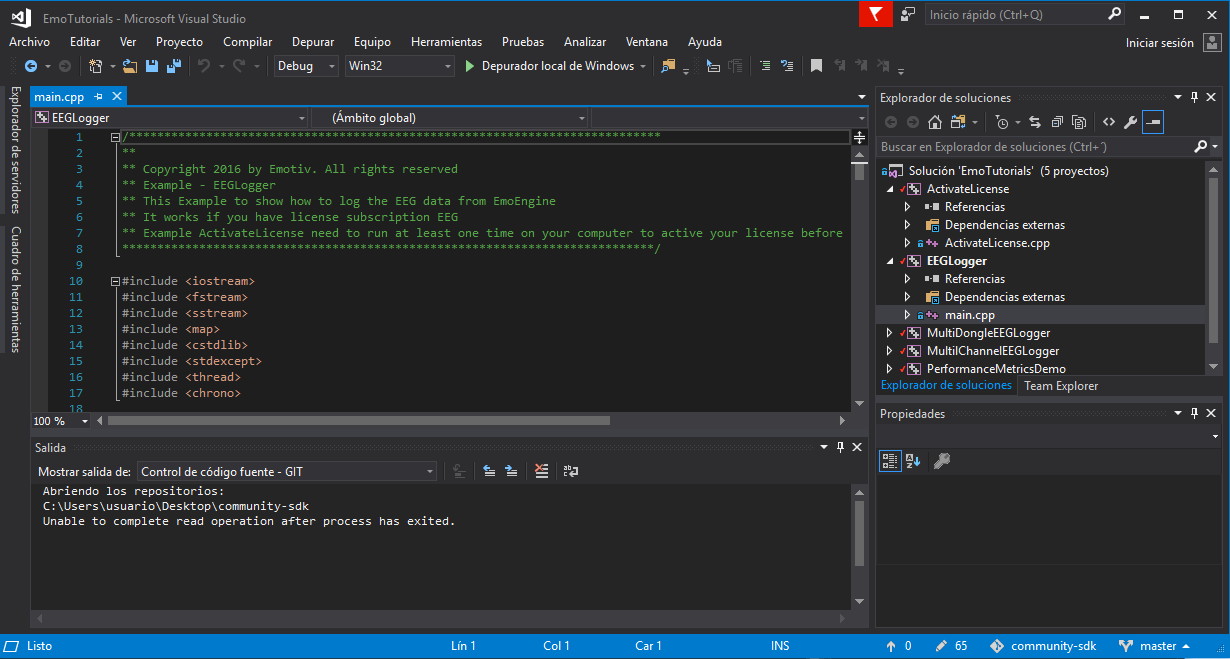 EmoTutorials - Microsoft Visual Studio
Inicio rápido (Ctrl+Q)
Archivo Editar Ver Proyecto Compilar Depurar Equipo Herramientas Pruebas Analizar Ventana Ayuda
Iniciar sesión
Debug Win32 Depurador local de Windows
Explorador de servidores
Cuadro de herramientas
main.cpp
EEGLogger (Ámbito global)
1 /****************************************************************************
2 **
3 ** Copyright 2016 by Emotiv. All rights reserved
4 ** Example - EEGLogger
5 ** This Example to show how to log the EEG data from EmoEngine
6 ** It works if you have license subscription EEG
7 ** Example ActivateLicense need to run at least one time on your computer to active your license before
8 ****************************************************************************/
9
10 #include <iostream>
11 #include <fstream>
12 #include <sstream>
13 #include <map>
14 #include <cstdlib>
15 #include <stdexcept>
16 #include <thread>
17 #include <chrono>
18
100 %
Salida
Mostrar salida de: Control de código fuente - GIT
Abriendo los repositorios:
C:\Users\usuario\Desktop\community-sdk
Unable to complete read operation after process has exited.
Explorador de soluciones
Buscar en Explorador de soluciones (Ctrl+´)
Solución 'EmoTutorials' (5 proyectos)
ActivateLicense
Referencias
Dependencias externas
ActivateLicense.cpp
EEGLogger
Referencias
Dependencias externas
main.cpp
MultiDongleEEGLogger
MultilChannelEEGLogger
PerformanceMetricsDemo
Explorador de soluciones Team Explorer
Propiedades
Listo Lín 1 Col 1 Car 1 INS 0 65 community-sdk master